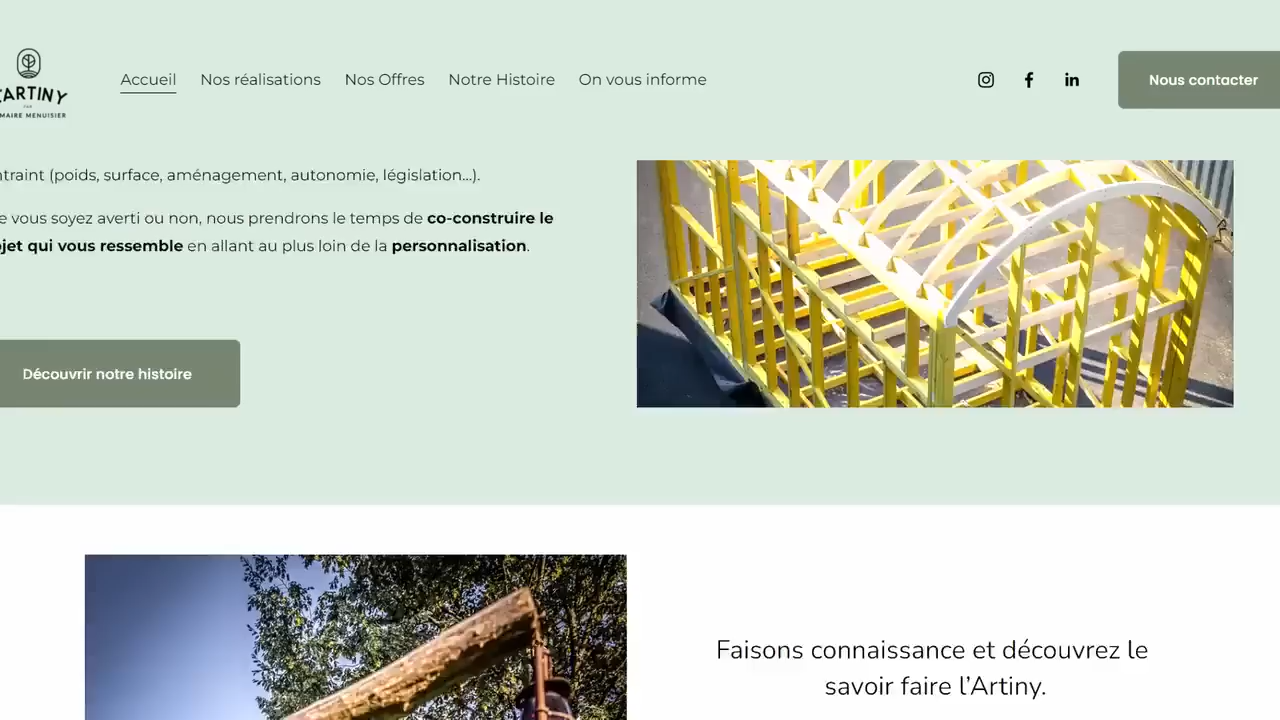 Accueil Nos réalisations Nos Offres Notre Histoire On vous informe
Nous contacter
ARTINY
MAIRE MENUISIER
(poids, surface, aménagement, autonomie, législation...).
vous soyez averti ou non, nous prendrons le temps de co-construire le
qui vous ressemble en allant au plus loin de la personnalisation.
Découvrir notre histoire
Faisons connaissance et découvrez le
savoir faire l'Artiny.